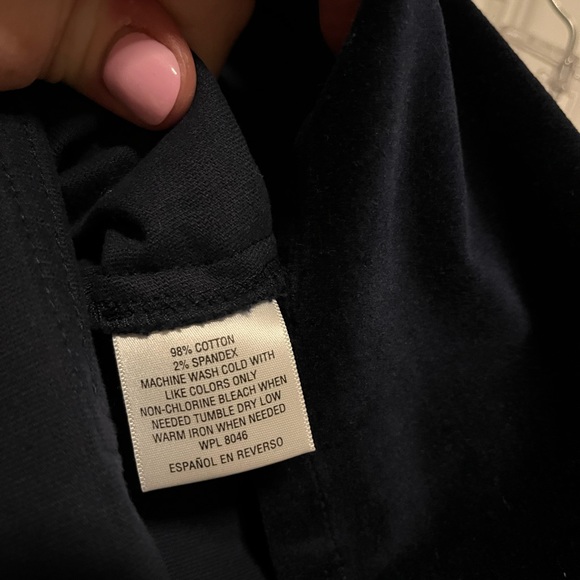 98% COTTON
2% SPANDEX
MACHINE WASH COLD WITH
LIKE COLORS ONLY
NON-CHLORINE BLEACH WHEN
NEEDED TUMBLE DRY LOW
WARM IRON WHEN NEEDED
WPL 8046
ESPAÑOL EN REVERSO